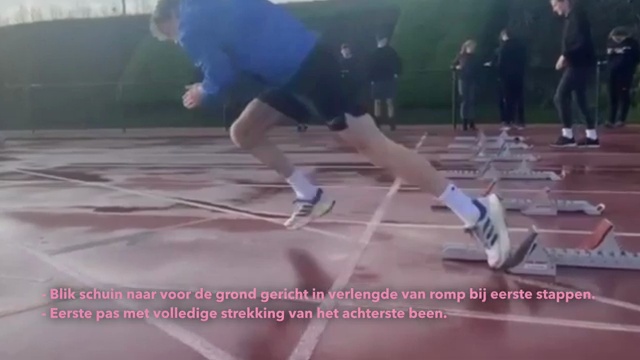 - Blik schuin naar voor de grond gericht in verlengde van romp bij eerste stappen.
- Eerste pas met volledige strekking van het achterste been.